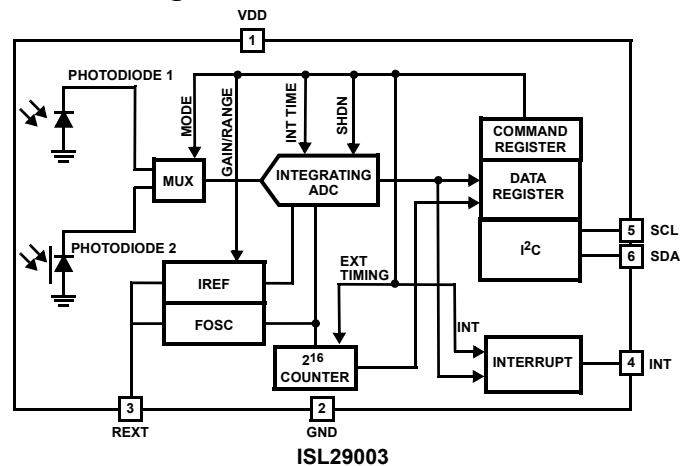 VDD
1
PHOTODIODE 1
MODE
GAIN/RANGE
INT TIME
SHDN
COMMAND
REGISTER
MUX
INTEGRATING
ADC
DATA
REGISTER
PHOTODIODE 2
I²C
5 SCL
6 SDA
EXT
TIMING
IREF
FOSC
INT
2¹⁶
COUNTER
INTERRUPT
4 INT
3
REXT
2
GND
ISL29003